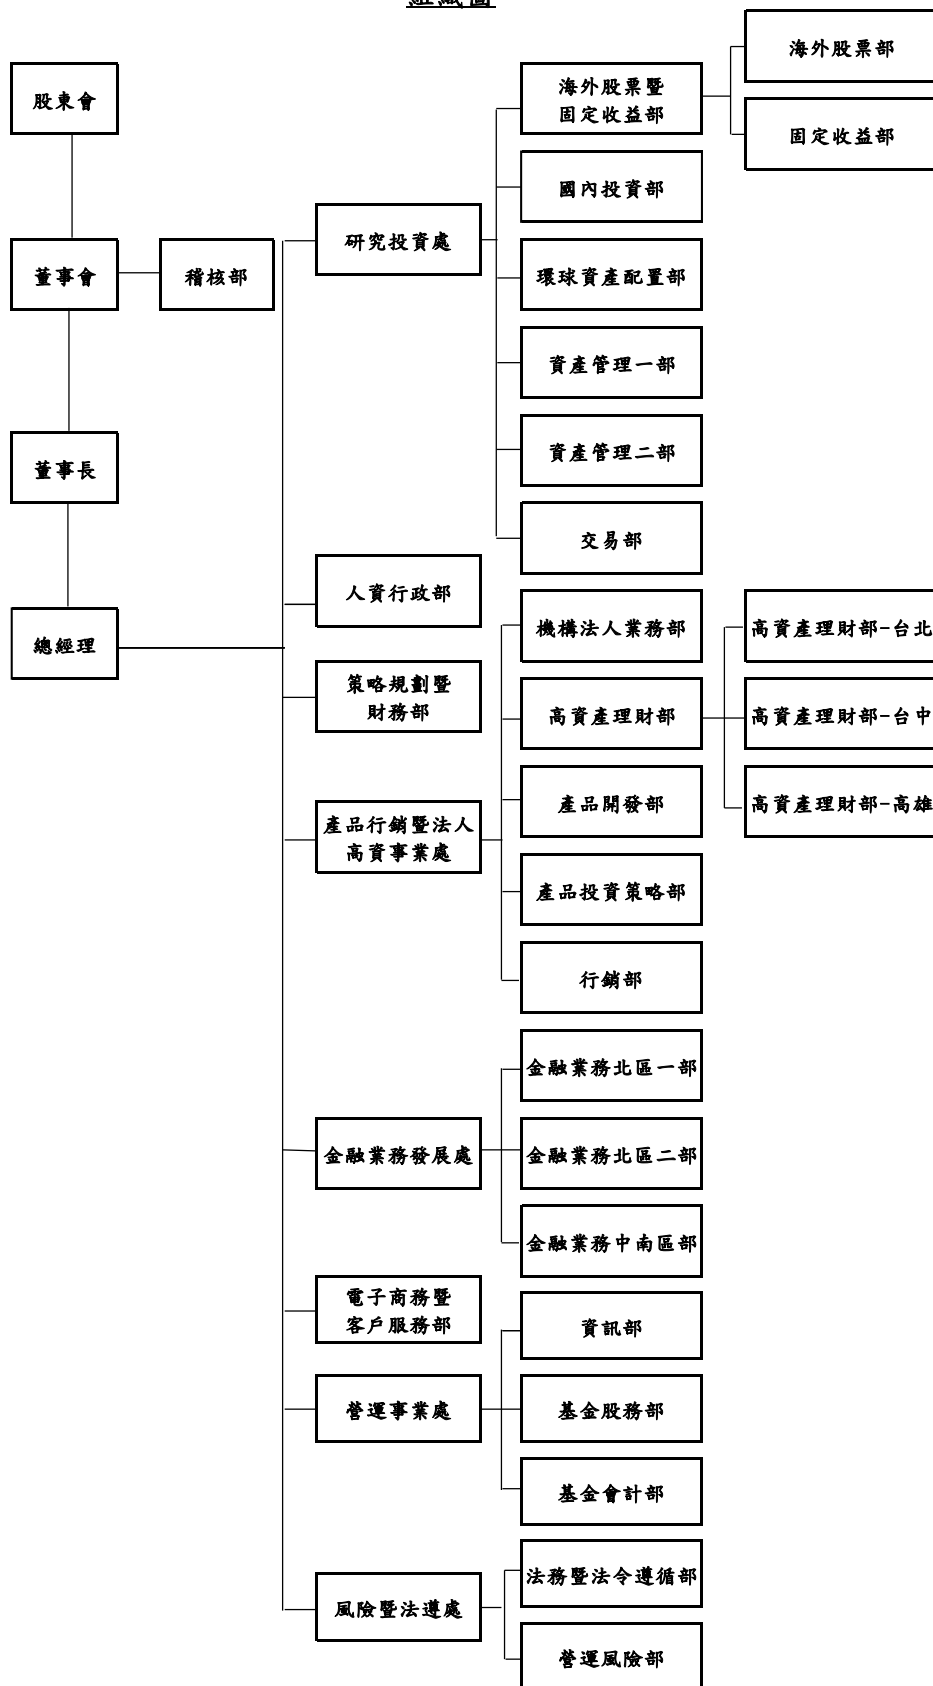 組織圖
股東會
董事會
稽核部
董事長
總經理
研究投資處
海外股票暨
固定收益部
海外股票部
固定收益部
國內投資部
環球資產配置部
資產管理一部
資產管理二部
交易部
人資行政部
策略規劃暨
財務部
產品行銷暨法人
高資事業處
機構法人業務部
高資產理財部
高資產理財部-台北
高資產理財部-台中
高資產理財部-高雄
產品開發部
產品投資策略部
行銷部
金融業務發展處
金融業務北區一部
金融業務北區二部
金融業務中南區部
電子商務暨
客戶服務部
營運事業處
資訊部
基金股務部
基金會計部
風險暨法遵處
法務暨法令遵循部
營運風險部